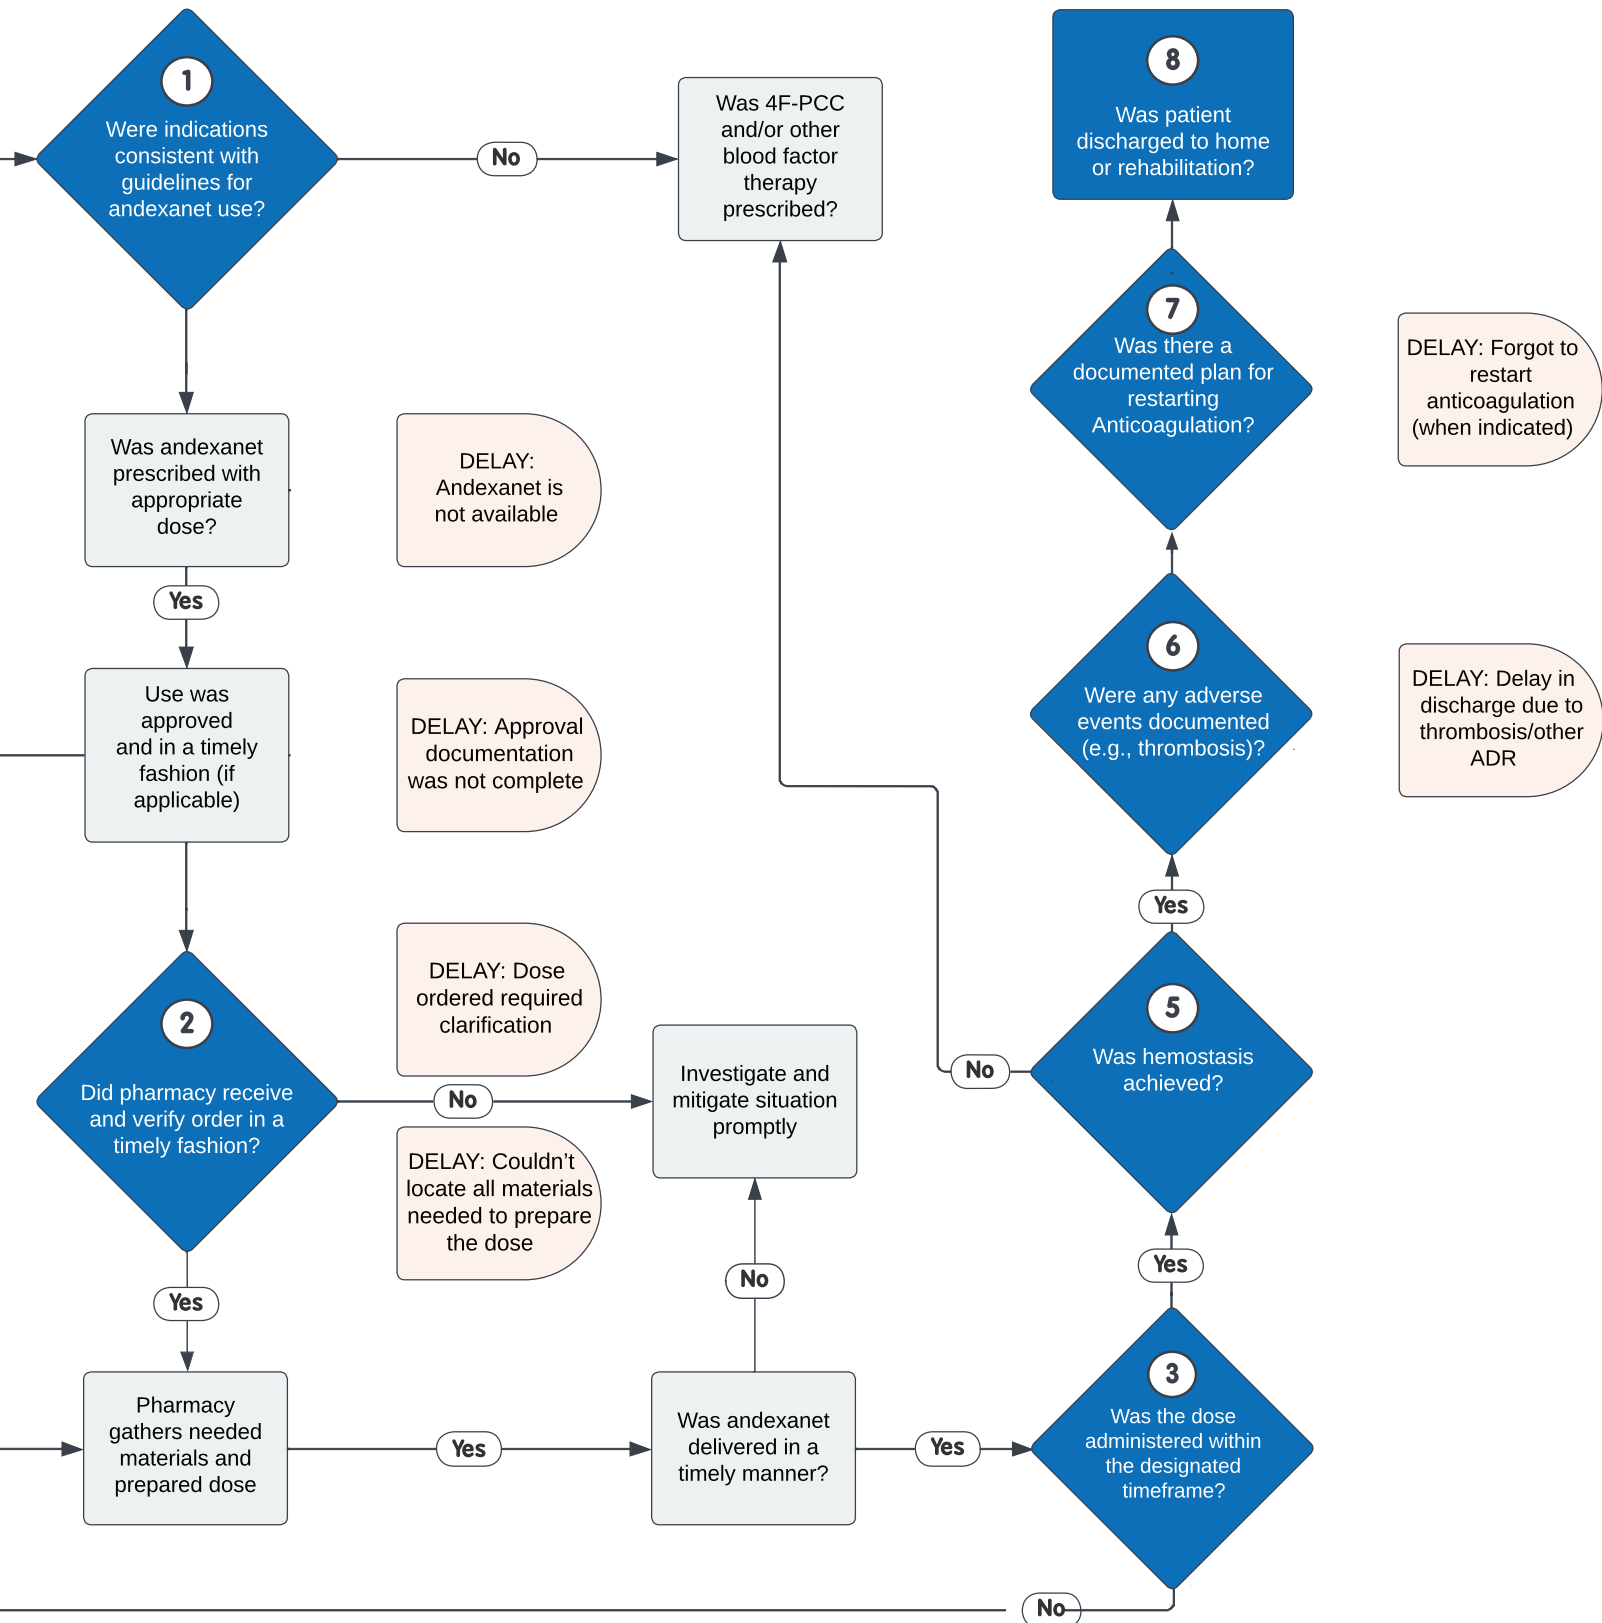 1
Were indications
consistent with
guidelines for
andexanet use?
No
Was 4F-PCC
and/or other
blood factor
therapy
prescribed?
8
Was patient
discharged to home
or rehabilitation?
7
Was there a
documented plan for
restarting
Anticoagulation?
DELAY: Forgot to
restart
anticoagulation
(when indicated)
Was andexanet
prescribed with
appropriate
dose?
DELAY:
Andexanet is
not available
Yes
Use was
approved
and in a timely
fashion (if
applicable)
DELAY: Approval
documentation
was not complete
6
Were any adverse
events documented
(e.g., thrombosis)?
DELAY: Delay in
discharge due to
thrombosis/other
ADR
Yes
DELAY: Dose
ordered required
clarification
2
Did pharmacy receive
and verify order in a
timely fashion?
No
Investigate and
mitigate situation
promptly
No
5
Was hemostasis
achieved?
DELAY: Couldn’t
locate all materials
needed to prepare
the dose
Yes
No
Yes
Pharmacy
gathers needed
materials and
prepared dose
Yes
Was andexanet
delivered in a
timely manner?
Yes
3
Was the dose
administered within
the designated
timeframe?
No